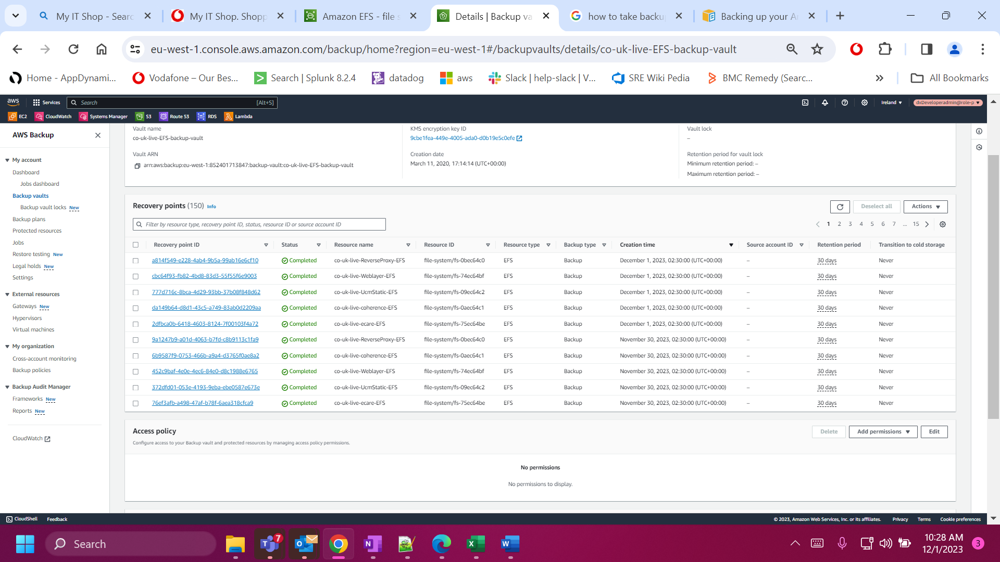 My IT Shop - Searc
My IT Shop. Shopp
Amazon EFS - file s
Details | Backup va
how to take backu
Backing up your A
eu-west-1.console.aws.amazon.com/backup/home?region=eu-west-1#/backupvaults/details/co-uk-live-EFS-backup-vault
Home - AppDynami...
Vodafone – Our Bes...
Search | Splunk 8.2.4
datadog
aws
Slack | help-slack | V...
SRE Wiki Pedia
BMC Remedy (Searc...
»
All Bookmarks
aws
Services
Search
[Alt+S]
Ireland
dxDeveloperadmin@role-p
EC2
CloudWatch
Systems Manager
S3
Route 53
RDS
Lambda
AWS Backup
My account
Dashboard
Jobs dashboard
Backup vaults
Backup vault locks New
Backup plans
Protected resources
Jobs
Restore testing New
Legal holds New
Settings
External resources
Gateways New
Hypervisors
Virtual machines
My organization
Cross-account monitoring
Backup policies
Backup Audit Manager
Frameworks New
Reports New
CloudWatch
Vault name
co-uk-live-EFS-backup-vault
Vault ARN
arn:aws:backup:eu-west-1:852401713847:backup-vault:co-uk-live-EFS-backup-vault
KMS encryption key ID
9cbe1fea-449e-4005-ada0-d0b19e5c0efe
Creation date
March 11, 2020, 17:14:14 (UTC+00:00)
Vault lock
–
Retention period for vault lock
Minimum retention period: –
Maximum retention period: –
Recovery points (150) Info
Deselect all
Actions
Filter by resource type, recovery point ID, status, resource ID or source account ID
1 2 3 4 5 6 7 ... 15
Recovery point ID Status Resource name Resource ID Resource type Backup type Creation time Source account ID Retention period Transition to cold storage
a814f549-e228-4ab4-9b5a-99ab16e6cf10 Completed co-uk-live-ReverseProxy-EFS file-system/fs-0bec64c0 EFS Backup December 1, 2023, 02:30:00 (UTC+00:00) – 30 days Never
cbc64f93-fb82-4bd8-83d3-55f55f6e9003 Completed co-uk-live-Weblayer-EFS file-system/fs-74ec64bf EFS Backup December 1, 2023, 02:30:00 (UTC+00:00) – 30 days Never
777d716c-8bca-4d29-93bb-37b08f848d62 Completed co-uk-live-UcmStatic-EFS file-system/fs-09ec64c2 EFS Backup December 1, 2023, 02:30:00 (UTC+00:00) – 30 days Never
da149b64-d8d1-43c5-a749-83ab0d2209aa Completed co-uk-live-coherence-EFS file-system/fs-0aec64c1 EFS Backup December 1, 2023, 02:30:00 (UTC+00:00) – 30 days Never
2dfbca0b-6418-4603-8124-7f00103f4a72 Completed co-uk-live-ecare-EFS file-system/fs-75ec64be EFS Backup December 1, 2023, 02:30:00 (UTC+00:00) – 30 days Never
9a1247b9-a01d-4063-b7fd-c8b9113c1fa9 Completed co-uk-live-ReverseProxy-EFS file-system/fs-0bec64c0 EFS Backup November 30, 2023, 02:30:00 (UTC+00:00) – 30 days Never
6b9587f9-0753-466b-a9a4-d3765f0ae8a2 Completed co-uk-live-coherence-EFS file-system/fs-0aec64c1 EFS Backup November 30, 2023, 02:30:00 (UTC+00:00) – 30 days Never
452c9baf-4e0e-4ec6-84e0-d8c1988e6765 Completed co-uk-live-Weblayer-EFS file-system/fs-74ec64bf EFS Backup November 30, 2023, 02:30:00 (UTC+00:00) – 30 days Never
372dfd01-053e-4193-9eba-ebe0587e673e Completed co-uk-live-UcmStatic-EFS file-system/fs-09ec64c2 EFS Backup November 30, 2023, 02:30:00 (UTC+00:00) – 30 days Never
76ef3afb-a498-47af-b78f-6aea318cfca9 Completed co-uk-live-ecare-EFS file-system/fs-75ec64be EFS Backup November 30, 2023, 02:30:00 (UTC+00:00) – 30 days Never
Access policy
Configure access to your Backup vault and protected resources by managing access policy permissions.
Delete
Add permissions
Edit
No permissions
No permissions to display.
CloudShell
Feedback
© 2023, Amazon Web Services, Inc. or its affiliates.
Privacy
Terms
Cookie preferences
Search
7
10:28 AM
12/1/2023
3